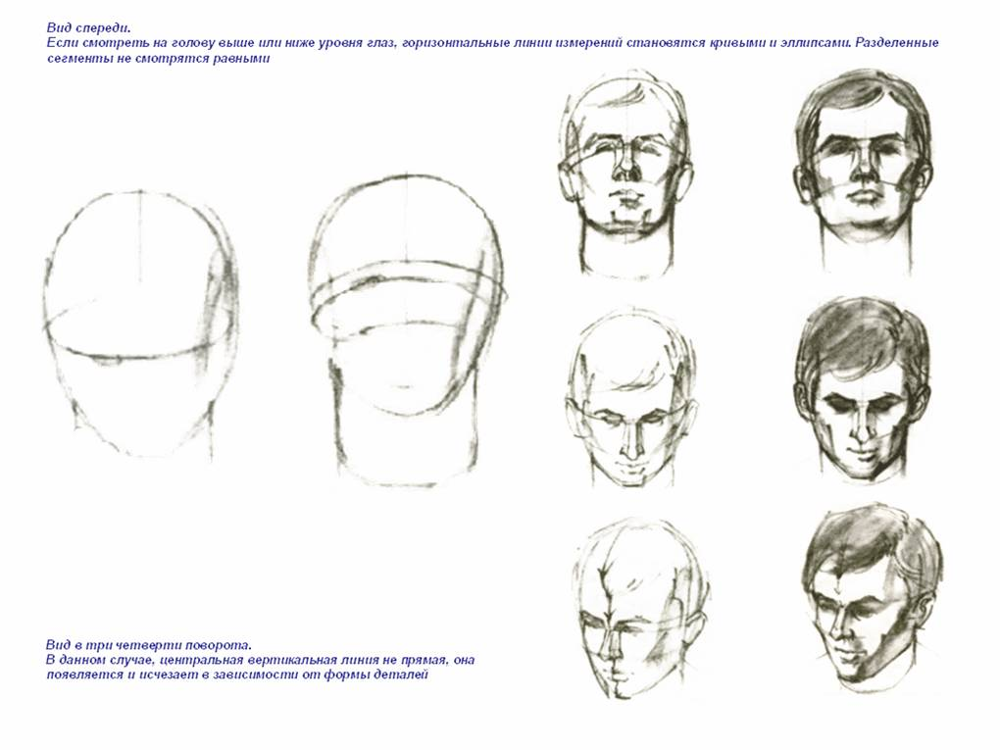 Вид спереди.
Если смотреть на голову выше или ниже уровня глаз, горизонтальные линии измерений становятся кривыми и эллипсами. Разделенные
сегменты не смотрятся равными
Вид в три четверти поворота.
В данном случае, центральная вертикальная линия не прямая, она
появляется и исчезает в зависимости от формы деталей